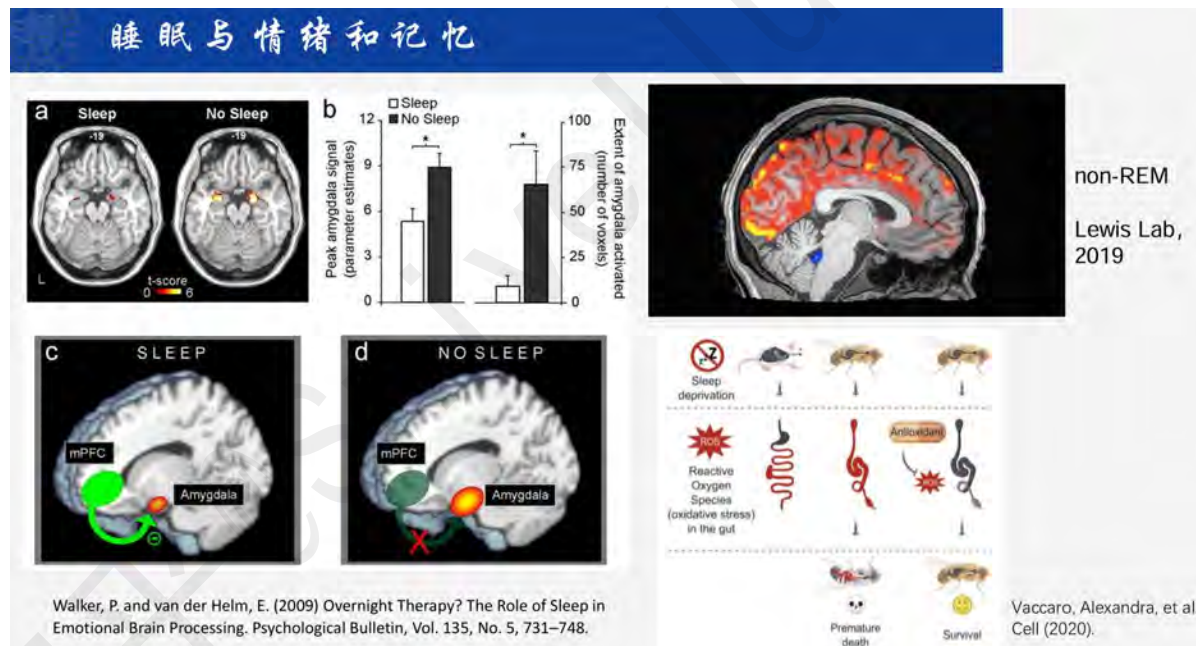 睡眠与情绪和记忆
a
Sleep
No Sleep
-19
-19
L
t-score
0
6
b
Sleep
No Sleep
Peak amygdala signal
(parameter estimates)
12
9
6
3
0
*
*
100
75
50
25
0
Extent of amygdala activated
(number of voxels)
non-REM
Lewis Lab,
2019
c
SLEEP
mPFC
Amygdala
d
NO SLEEP
mPFC
Amygdala
X
Walker, P. and van der Helm, E. (2009) Overnight Therapy? The Role of Sleep in
Emotional Brain Processing. Psychological Bulletin, Vol. 135, No. 5, 731–748.
Sleep
deprivation
ROS
Reactive
Oxygen
Species
(oxidative stress)
in the gut
Antioxidant
ROS
Premature
death
Survival
Vaccaro, Alexandra, et al
Cell (2020).